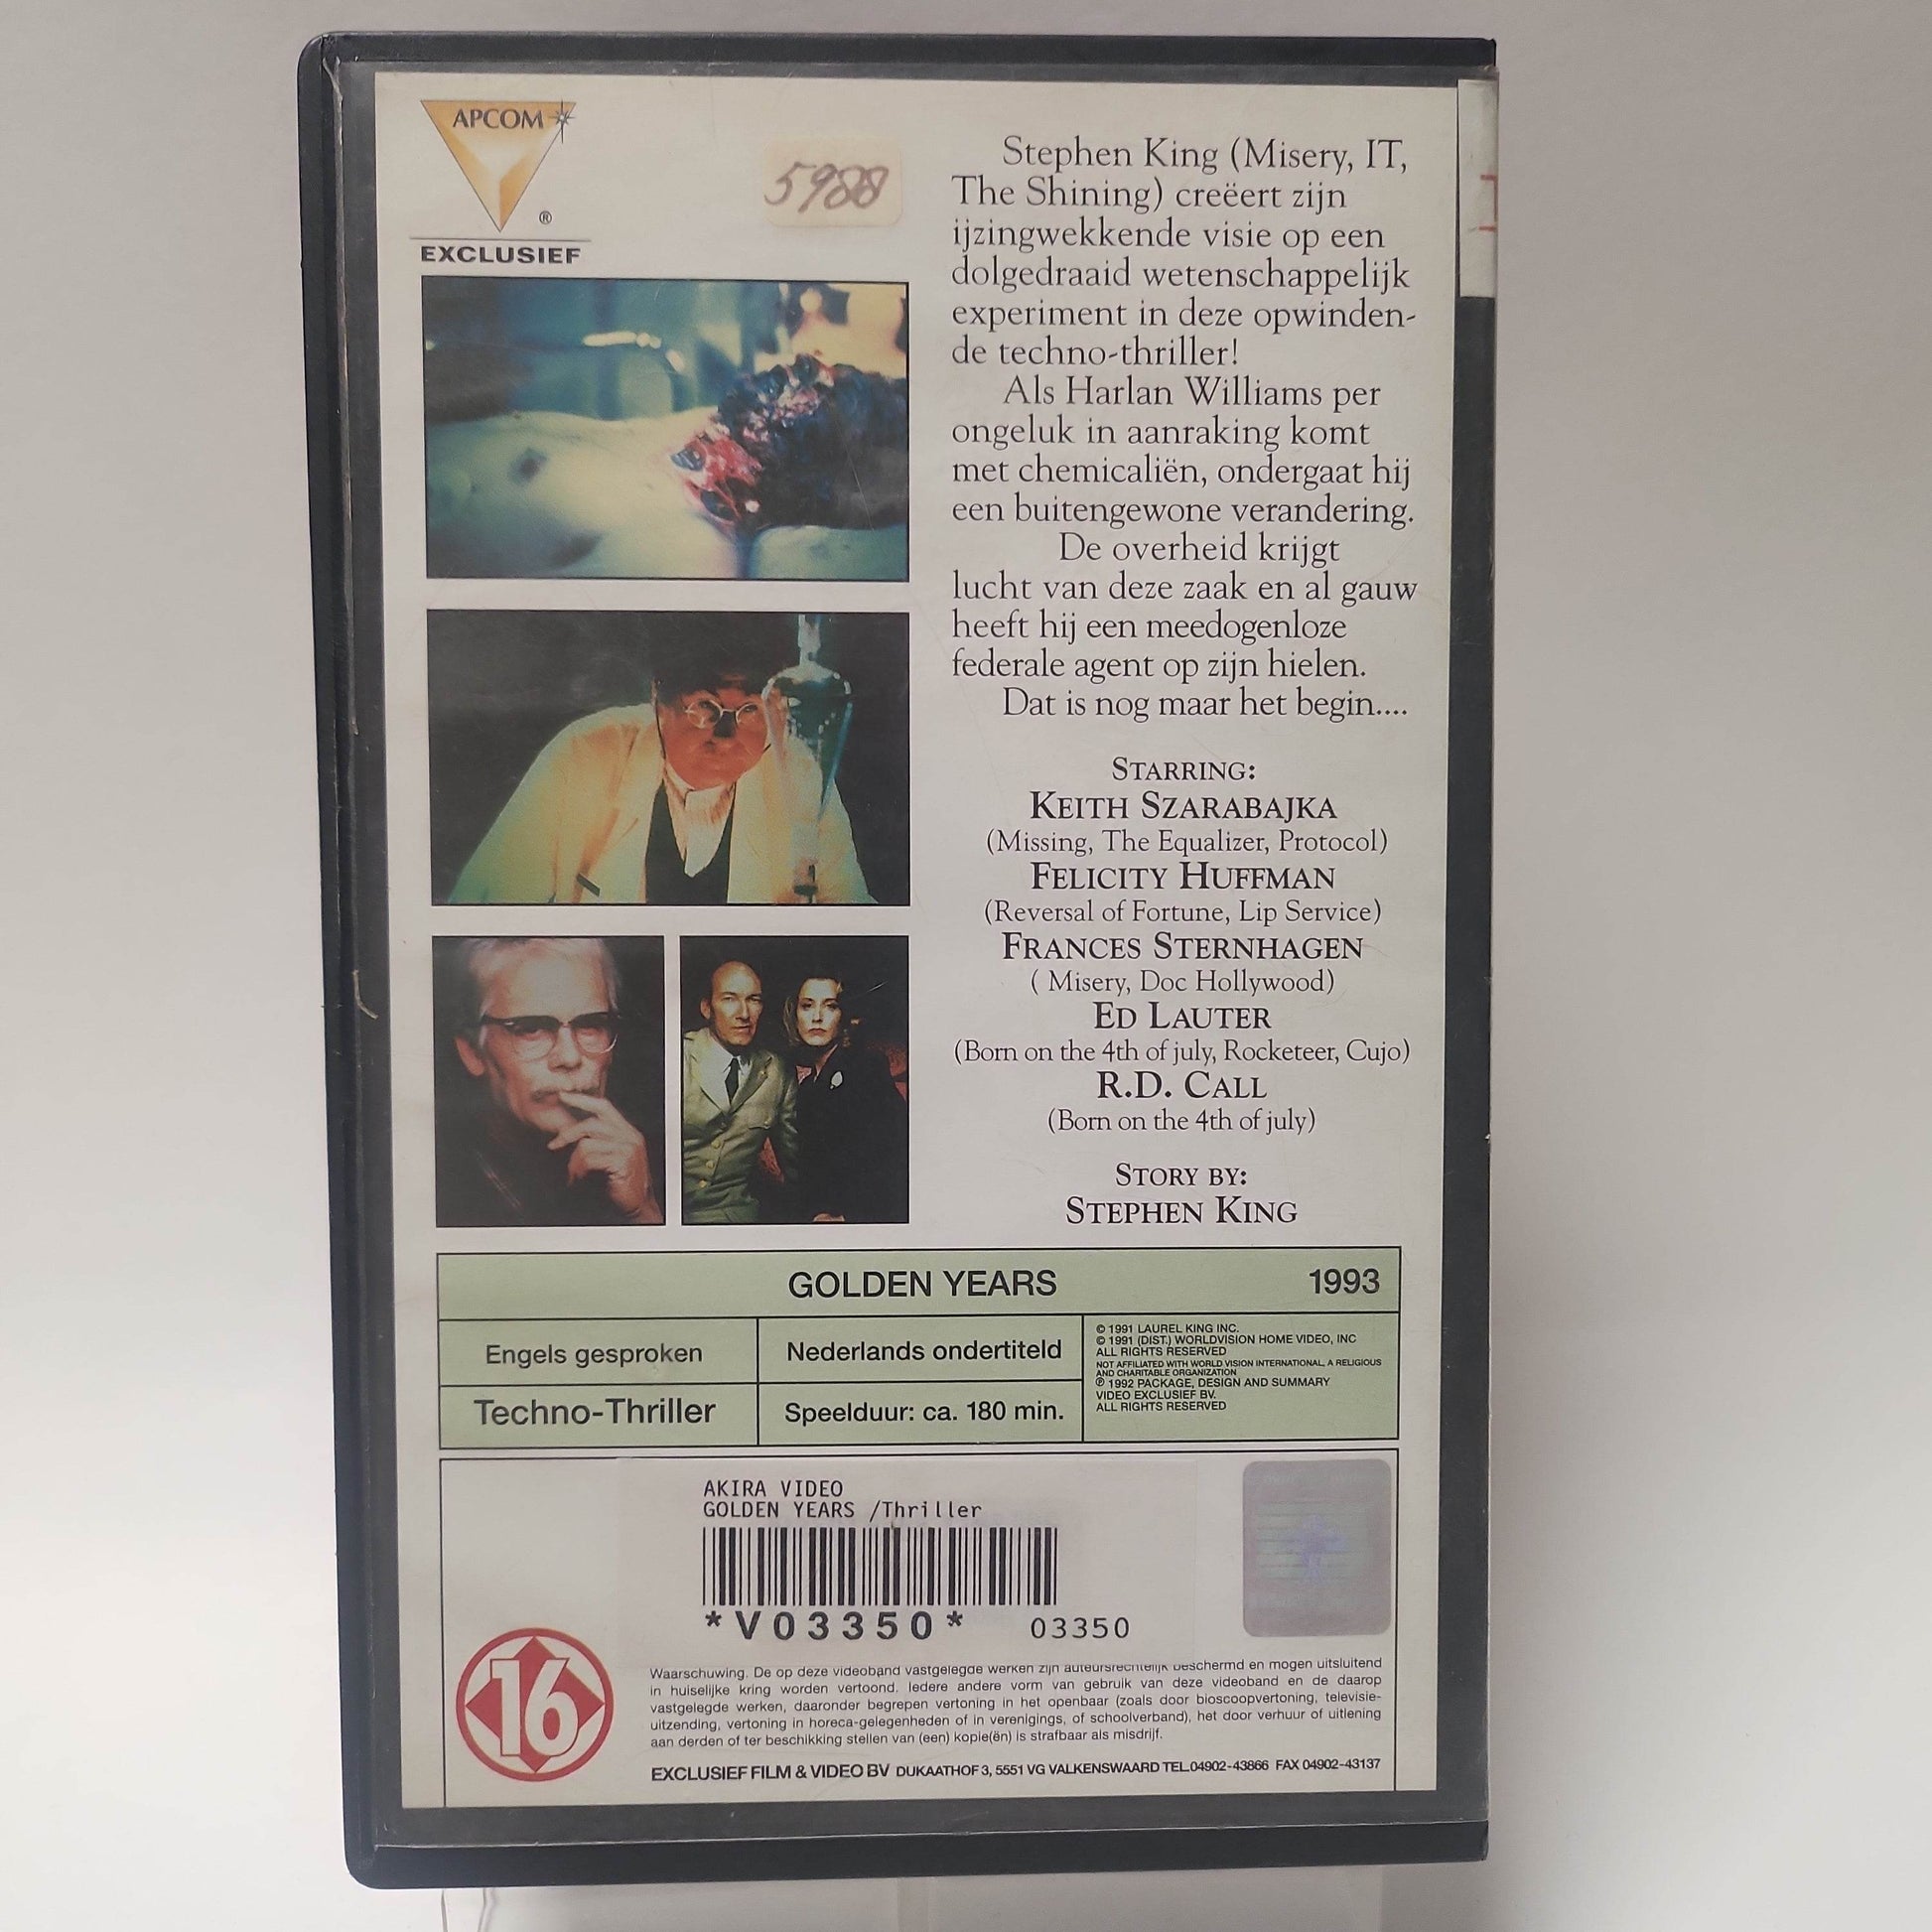 APCOM
®
EXCLUSIEF
5988
Stephen King (Misery, IT,
The Shining) creëert zijn
ijzingwekkende visie op een
dolgedraaid wetenschappelijk
experiment in deze opwinden-
de techno-thriller!
Als Harlan Williams per
ongeluk in aanraking komt
met chemicaliën, ondergaat hij
een buitengewone verandering.
De overheid krijgt
lucht van deze zaak en al gauw
heeft hij een meedogenloze
federale agent op zijn hielen.
Dat is nog maar het begin....
STARRING:
KEITH SZARABAJKA
(Missing, The Equalizer, Protocol)
FELICITY HUFFMAN
(Reversal of Fortune, Lip Service)
FRANCES STERNHAGEN
( Misery, Doc Hollywood)
ED LAUTER
(Born on the 4th of july, Rocketeer, Cujo)
R.D. CALL
(Born on the 4th of july)
STORY BY:
STEPHEN KING
GOLDEN YEARS 1993
Engels gesproken
Nederlands ondertiteld
Techno-Thriller
Speelduur: ca. 180 min.
© 1991 LAUREL KING INC.
© 1991 (DIST.) WORLDVISION HOME VIDEO, INC
ALL RIGHTS RESERVED
NOT AFFILIATED WITH WORLD VISION INTERNATIONAL, A RELIGIOUS
AND CHARITABLE ORGANIZATION
℗ 1992 PACKAGE, DESIGN AND SUMMARY
VIDEO EXCLUSIEF BV.
ALL RIGHTS RESERVED
AKIRA VIDEO
GOLDEN YEARS /Thriller
*V03350* 03350
16
Waarschuwing. De op deze videoband vastgelegde werken zijn auteursrechtelijk beschermd en mogen uitsluitend
in huiselijke kring worden vertoond. Iedere andere vorm van gebruik van deze videoband en de daarop
vastgelegde werken, daaronder begrepen vertoning in het openbaar (zoals door bioscoopvertoning, televisie-
uitzending, vertoning in horeca-gelegenheden of in verenigings, of schoolverband), het door verhuur of uitlening
aan derden of ter beschikking stellen van (een) kopie(ën) is strafbaar als misdrijf.
EXCLUSIEF FILM & VIDEO BV DUKAATHOF 3, 5551 VG VALKENSWAARD TEL.04902-43866 FAX 04902-43137